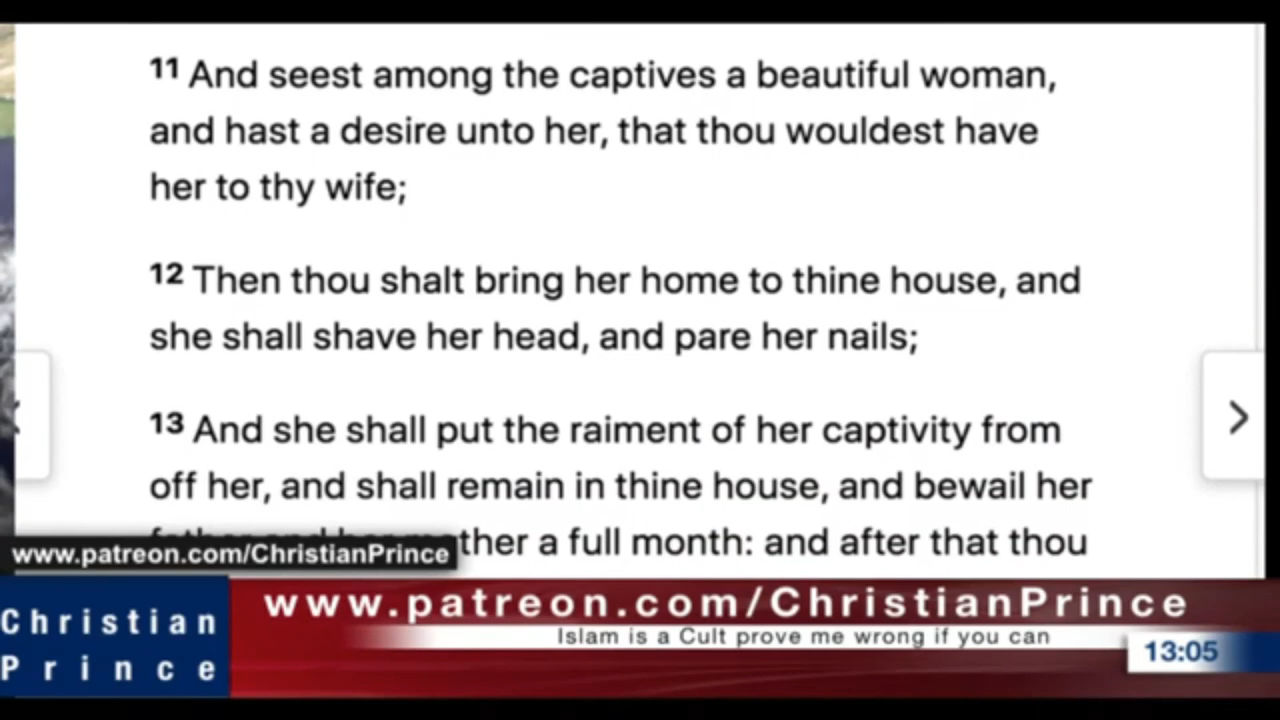 11 And seest among the captives a beautiful woman,
and hast a desire unto her, that thou wouldest have
her to thy wife;
12 Then thou shalt bring her home to thine house, and
she shall shave her head, and pare her nails;
13 And she shall put the raiment of her captivity from
off her, and shall remain in thine house, and bewail her
a full month: and after that thou
www.patreon.com/ChristianPrince
www.patreon.com/ChristianPrince
Islam is a Cult prove me wrong if you can
Christian
Prince
13:05